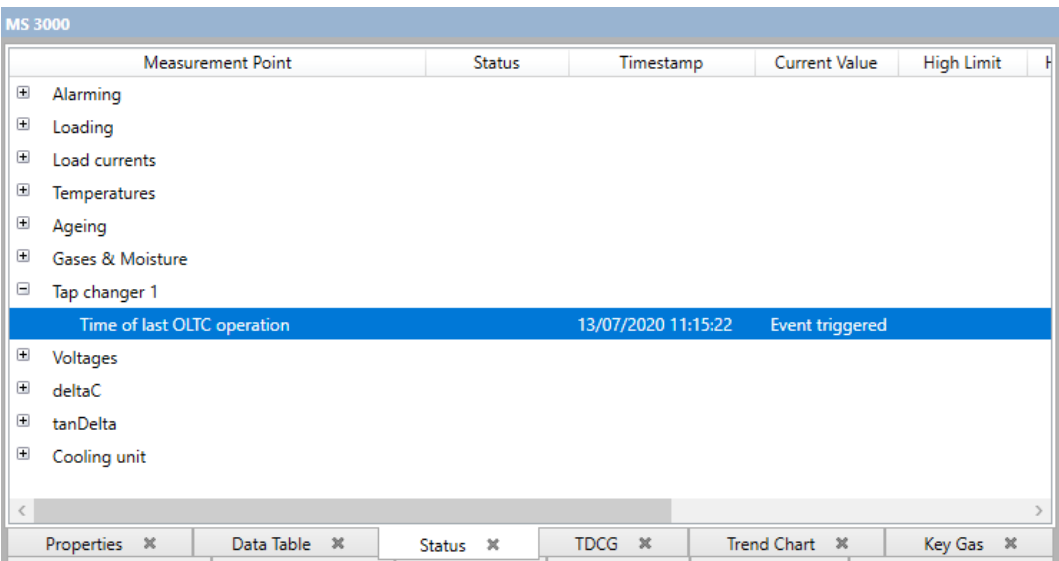 MS 3000
Measurement Point Status Timestamp Current Value High Limit
Alarming
Loading
Load currents
Temperatures
Ageing
Gases & Moisture
Tap changer 1
Time of last OLTC operation 13/07/2020 11:15:22 Event triggered
Voltages
deltaC
tanDelta
Cooling unit
Properties Data Table Status TDCG Trend Chart Key Gas